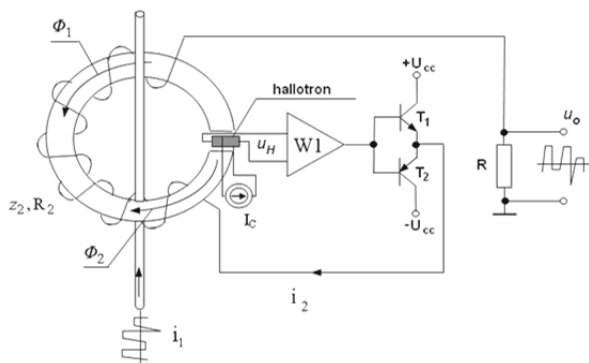 Φ1
hallotron
+Ucc
T1
uo
uH
W1
R
z2, R2
T2
IC
-Ucc
Φ2
i2
i1